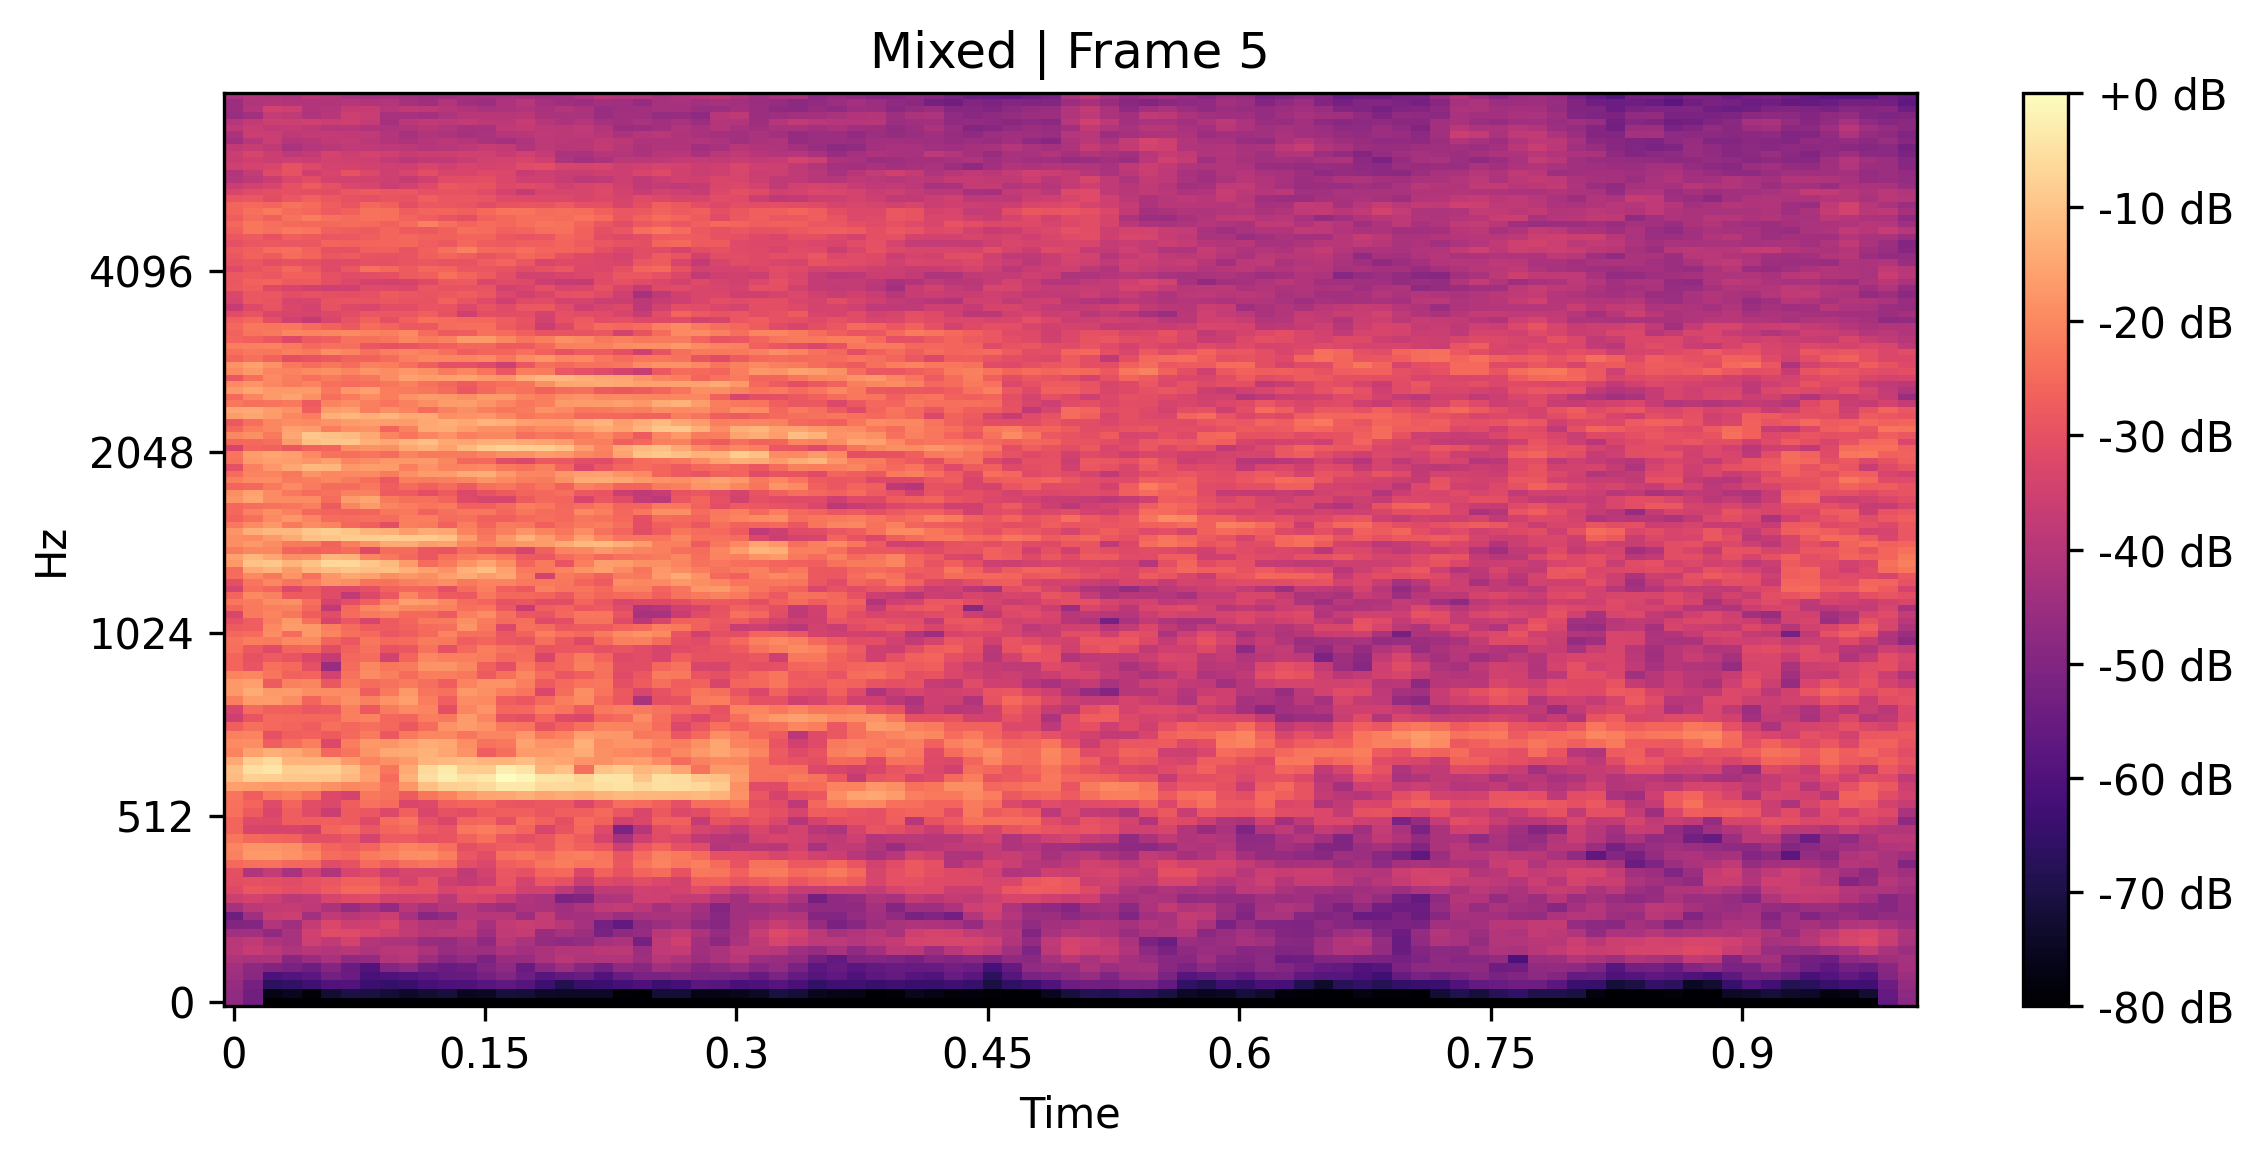 Mixed | Frame 5
Hz
4096
2048
1024
512
0
0 0.15 0.3 0.45 0.6 0.75 0.9
Time
+0 dB
-10 dB
-20 dB
-30 dB
-40 dB
-50 dB
-60 dB
-70 dB
-80 dB